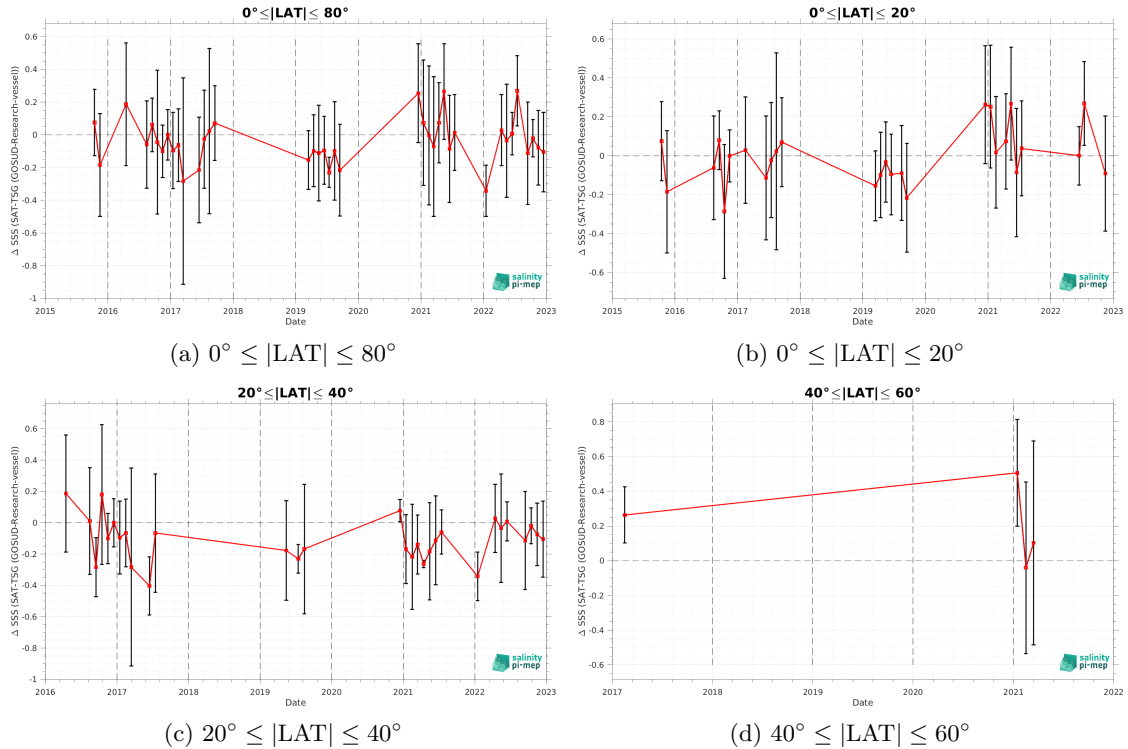 0°≤|LAT|≤ 80°
Δ SSS (SAT-TSG (GOSUD-Research-vessel))
0.6
0.4
0.2
0
-0.2
-0.4
-0.6
-0.8
-1
2015 2016 2017 2018 2019 2020 2021 2022 2023
Date
salinity
pi-mep
(a) 0° ≤ |LAT| ≤ 80°
0°≤|LAT|≤ 20°
Δ SSS (SAT-TSG (GOSUD-Research-vessel))
0.6
0.4
0.2
0
-0.2
-0.4
-0.6
2015 2016 2017 2018 2019 2020 2021 2022 2023
Date
salinity
pi-mep
(b) 0° ≤ |LAT| ≤ 20°
20°≤|LAT|≤ 40°
Δ SSS (SAT-TSG (GOSUD-Research-vessel))
0.6
0.4
0.2
0
-0.2
-0.4
-0.6
-0.8
-1
2016 2017 2018 2019 2020 2021 2022 2023
Date
salinity
pi-mep
(c) 20° ≤ |LAT| ≤ 40°
40°≤|LAT|≤ 60°
Δ SSS (SAT-TSG (GOSUD-Research-vessel))
0.8
0.6
0.4
0.2
0
-0.2
-0.4
-0.6
2017 2018 2019 2020 2021 2022
Date
salinity
pi-mep
(d) 40° ≤ |LAT| ≤ 60°